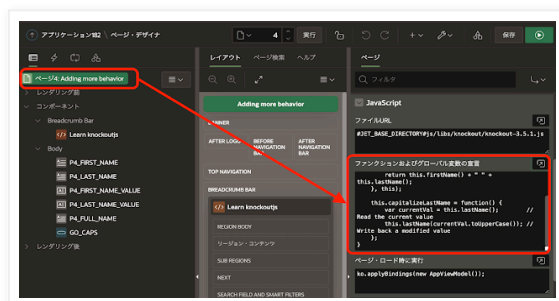 アプリケーション182 \ ページ・デザイナ
4
実行
保存
ページ4: Adding more behavior
レンダリング前
コンポーネント
Breadcrumb Bar
</> Learn knockoutjs
Body
P4_FIRST_NAME
P4_LAST_NAME
P4_FIRST_NAME_VALUE
P4_LAST_NAME_VALUE
P4_FULL_NAME
GO_CAPS
レンダリング後
レイアウト ページ検索 ヘルプ
Adding more behavior
BANNER
AFTER LOGO
BEFORE NAVIGATION BAR
AFTER NAVIGATION BAR
TOP NAVIGATION
BREADCRUMB BAR
</> Learn knockoutjs
REGION BODY
リージョン・コンテンツ
SUB REGIONS
NEXT
SEARCH FIELD AND SMART FILTERS
ページ
フィルタ
JavaScript
ファイルURL
#JET_BASE_DIRECTORY#js/libs/knockout/knockout-3.5.1.js
ファンクションおよびグローバル変数の宣言
return this.firstName() + " " +
this.lastName();
}, this);
this.capitalizeLastName = function() {
var currentVal = this.lastName(); //
Read the current value
this.lastName(currentVal.toUpperCase()); //
Write back a modified value
};
}
ページ・ロード時に実行
ko.applyBindings(new AppViewModel());